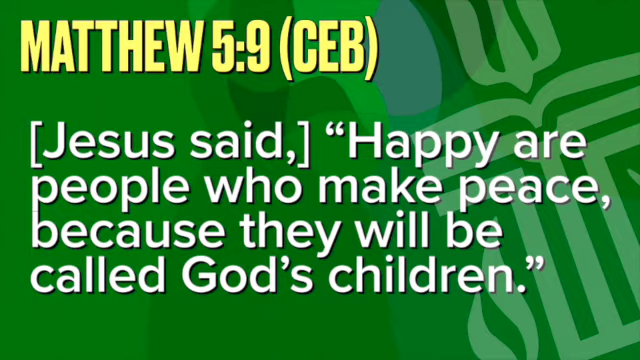 MATTHEW 5:9 (CEB)
[Jesus said,] “Happy are
people who make peace,
because they will be
called God’s children.”